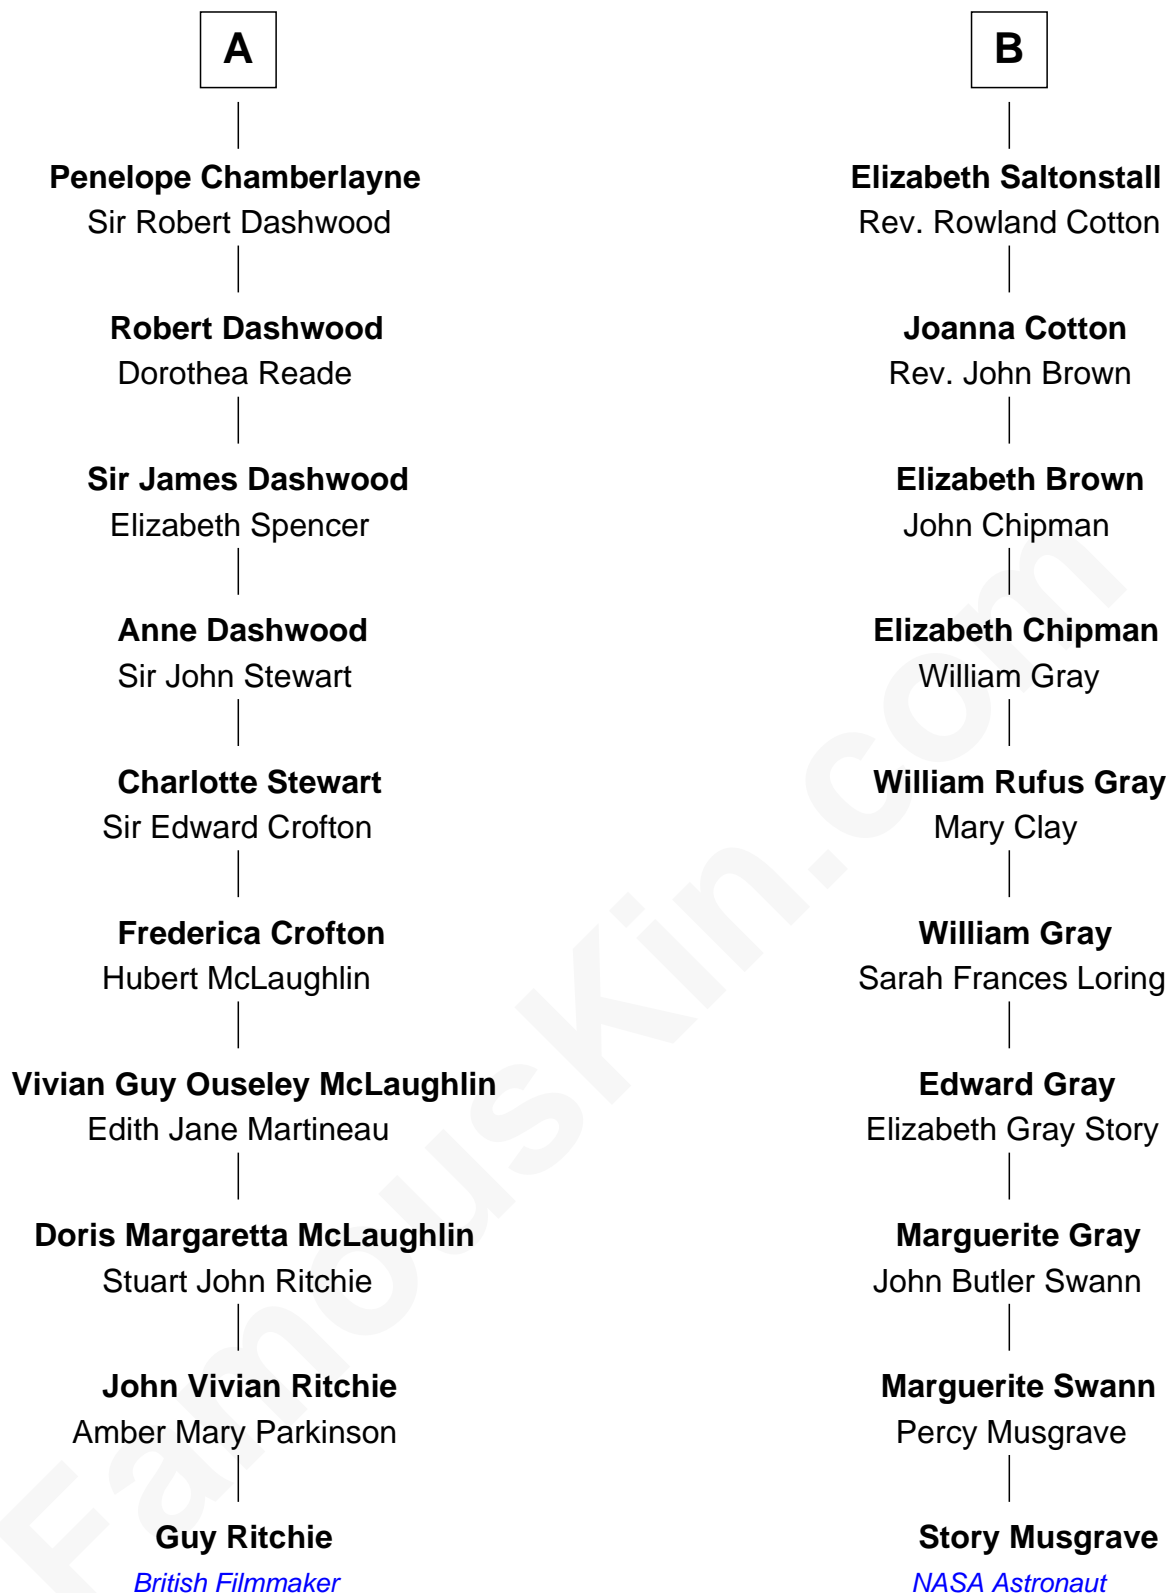 A
Penelope Chamberlayne
Sir Robert Dashwood
Robert Dashwood
Dorothea Reade
Sir James Dashwood
Elizabeth Spencer
Anne Dashwood
Sir John Stewart
Charlotte Stewart
Sir Edward Crofton
Frederica Crofton
Hubert McLaughlin
Vivian Guy Ouseley McLaughlin
Edith Jane Martineau
Doris Margaretta McLaughlin
Stuart John Ritchie
John Vivian Ritchie
Amber Mary Parkinson
Guy Ritchie
British Filmmaker
B
Elizabeth Saltonstall
Rev. Rowland Cotton
Joanna Cotton
Rev. John Brown
Elizabeth Brown
John Chipman
Elizabeth Chipman
William Gray
William Rufus Gray
Mary Clay
William Gray
Sarah Frances Loring
Edward Gray
Elizabeth Gray Story
Marguerite Gray
John Butler Swann
Marguerite Swann
Percy Musgrave
Story Musgrave
NASA Astronaut
FamousKin.com